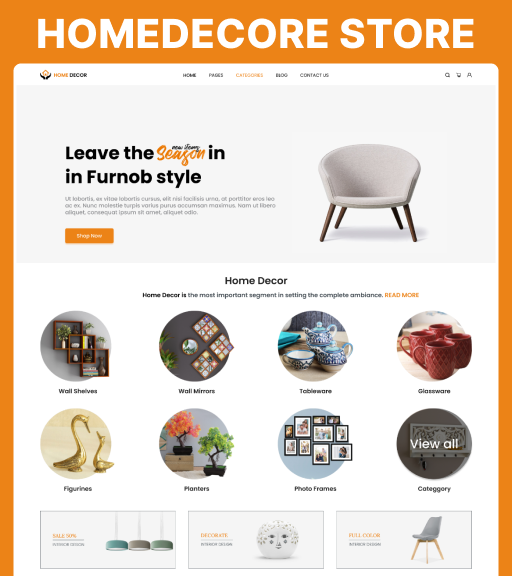 HOMEDECORE STORE
HOME DECOR
HOME PAGES CATEGORIES BLOG CONTACT US
Leave the new items Season in
in Furnob style
Ut lobortis, ex vitae lobortis cursus, elit nisi facilisis urna, at porttitor eros leo
ac ex. Nunc molestie turpis varius purus accumsan maximus. Nam ut libero
aliquet, consequat ipsum sit amet, aliquet odio.
Shop Now
Home Decor
Home Decor is the most important segment in setting the complete ambiance. READ MORE
Wall Shelves Wall Mirrors Tableware Glassware
View all
Figurines Planters Photo Frames Categgory
SALE 50% DECORATE FULL COLOR
INTERIOR DESIGN INTERIOR DESIGN INTERIOR DESIGN